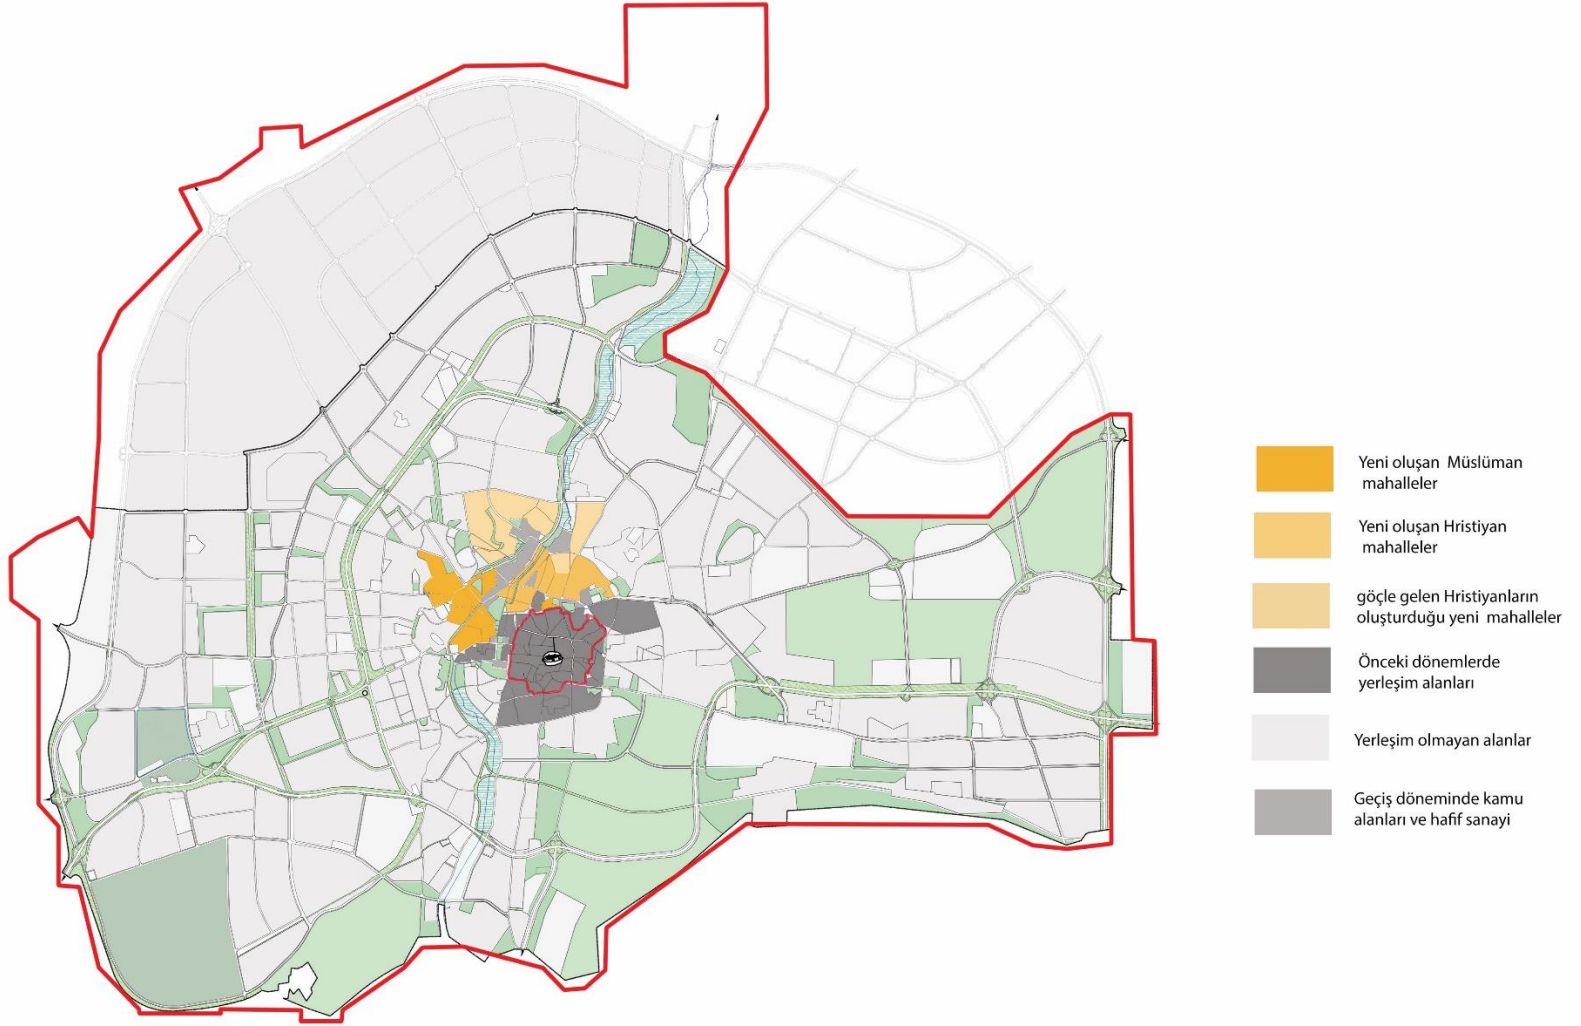 Yeni oluşan Müslüman
mahalleler
Yeni oluşan Hristiyan
mahalleler
göçle gelen Hristiyanların
oluşturduğu yeni mahalleler
Önceki dönemlerde
yerleşim alanları
Yerleşim olmayan alanlar
Geçiş döneminde kamu
alanları ve hafif sanayi